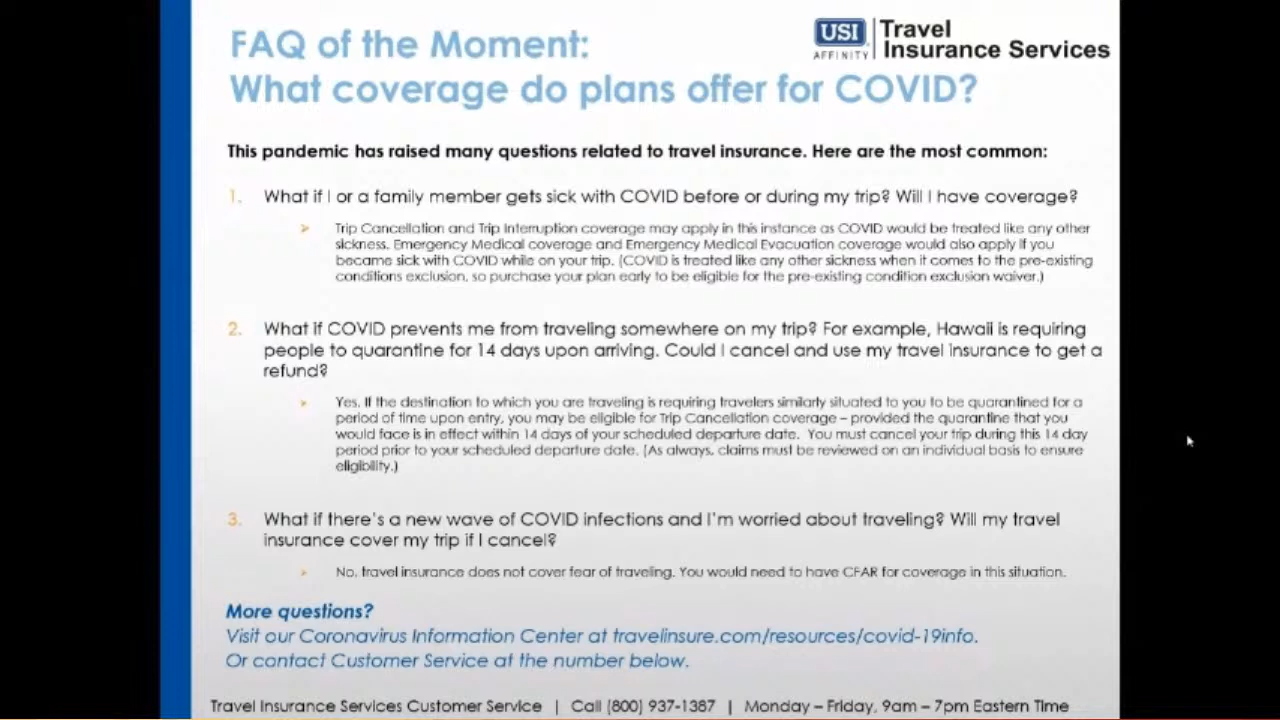 FAQ of the Moment:
What coverage do plans offer for COVID?
USI
AFFINITY
Travel
Insurance Services
This pandemic has raised many questions related to travel insurance. Here are the most common:
1. What if I or a family member gets sick with COVID before or during my trip? Will I have coverage?
Trip Cancellation and Trip Interruption coverage may apply in this instance as COVID would be treated like any other
sickness. Emergency Medical coverage and Emergency Medical Evacuation coverage would also apply if you
became sick with COVID while on your trip. (COVID is treated like any other sickness when it comes to the pre-existing
conditions exclusion, so purchase your plan early to be eligible for the pre-existing condition exclusion waiver.)
2. What if COVID prevents me from traveling somewhere on my trip? For example, Hawaii is requiring
people to quarantine for 14 days upon arriving. Could I cancel and use my travel insurance to get a
refund?
Yes. If the destination to which you are traveling is requiring travelers similarly situated to you to be quarantined for a
period of time upon entry, you may be eligible for Trip Cancellation coverage – provided the quarantine that you
would face is in effect within 14 days of your scheduled departure date. You must cancel your trip during this 14 day
period prior to your scheduled departure date. (As always, claims must be reviewed on an individual basis to ensure
eligibility.)
3. What if there's a new wave of COVID infections and I'm worried about traveling? Will my travel
insurance cover my trip if I cancel?
No, travel insurance does not cover fear of traveling. You would need to have CFAR for coverage in this situation.
More questions?
Visit our Coronavirus Information Center at travelinsure.com/resources/covid-19info.
Or contact Customer Service at the number below.
Travel Insurance Services Customer Service | Call (800) 937-1387 | Monday – Friday, 9am – 7pm Eastern Time